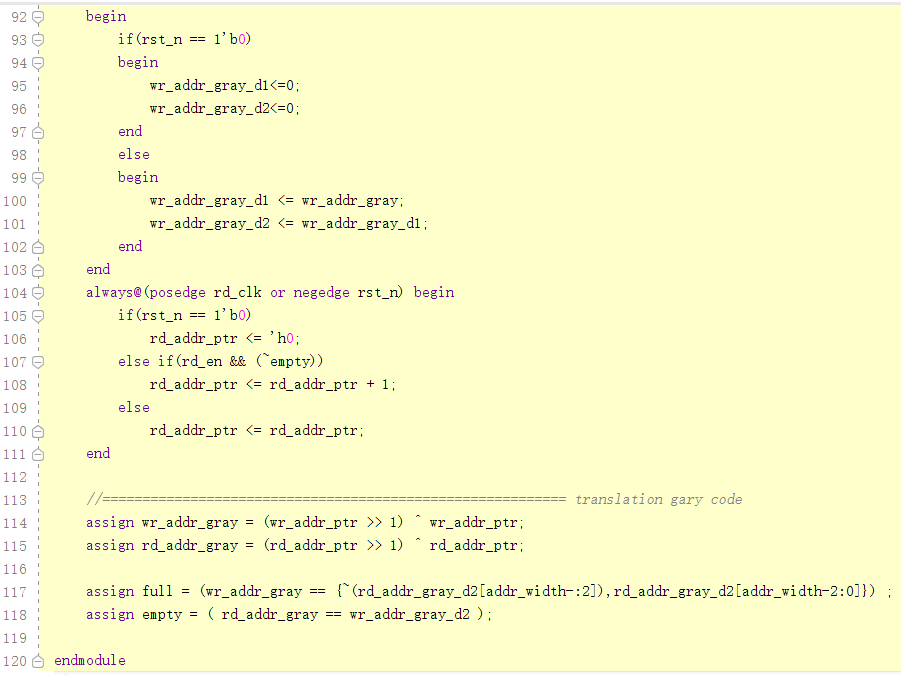 92 begin
93 if(rst_n == 1'b0)
94 begin
95 wr_addr_gray_d1<=0;
96 wr_addr_gray_d2<=0;
97 end
98 else
99 begin
100 wr_addr_gray_d1 <= wr_addr_gray;
101 wr_addr_gray_d2 <= wr_addr_gray_d1;
102 end
103 end
104 always@(posedge rd_clk or negedge rst_n) begin
105 if(rst_n == 1'b0)
106 rd_addr_ptr <= 'h0;
107 else if(rd_en && (~empty))
108 rd_addr_ptr <= rd_addr_ptr + 1;
109 else
110 rd_addr_ptr <= rd_addr_ptr;
111 end
112
113 //========================================================== translation gary code
114 assign wr_addr_gray = (wr_addr_ptr >> 1) ^ wr_addr_ptr;
115 assign rd_addr_gray = (rd_addr_ptr >> 1) ^ rd_addr_ptr;
116
117 assign full = (wr_addr_gray == {~(rd_addr_gray_d2[addr_width-:2]),rd_addr_gray_d2[addr_width-2:0]}) ;
118 assign empty = ( rd_addr_gray == wr_addr_gray_d2 );
119
120 endmodule